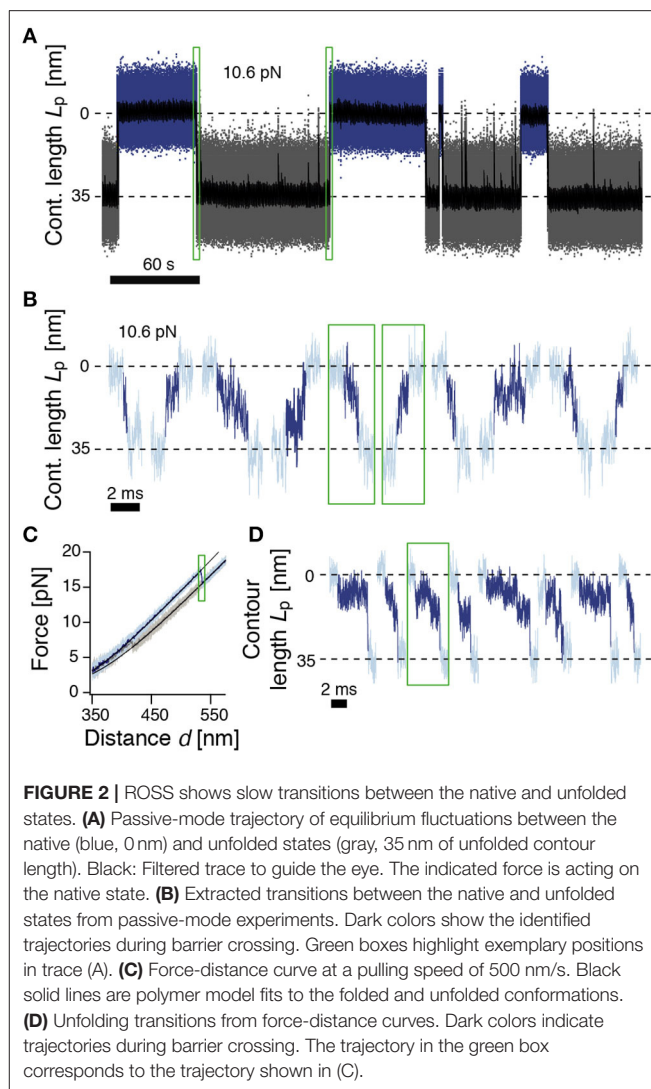 A
10.6 pN
Cont. length Lp [nm]
0
35
60 s
B
10.6 pN
Cont. length Lp [nm]
0
35
2 ms
C
Force [pN]
20
15
10
5
0
350
450
550
Distance d [nm]
D
Contour
length Lp [nm]
0
35
2 ms
FIGURE 2 | ROSS shows slow transitions between the native and unfolded
states. (A) Passive-mode trajectory of equilibrium fluctuations between the
native (blue, 0 nm) and unfolded states (gray, 35 nm of unfolded contour
length). Black: Filtered trace to guide the eye. The indicated force is acting on
the native state. (B) Extracted transitions between the native and unfolded
states from passive-mode experiments. Dark colors show the identified
trajectories during barrier crossing. Green boxes highlight exemplary positions
in trace (A). (C) Force-distance curve at a pulling speed of 500 nm/s. Black
solid lines are polymer model fits to the folded and unfolded conformations.
(D) Unfolding transitions from force-distance curves. Dark colors indicate
trajectories during barrier crossing. The trajectory in the green box
corresponds to the trajectory shown in (C).